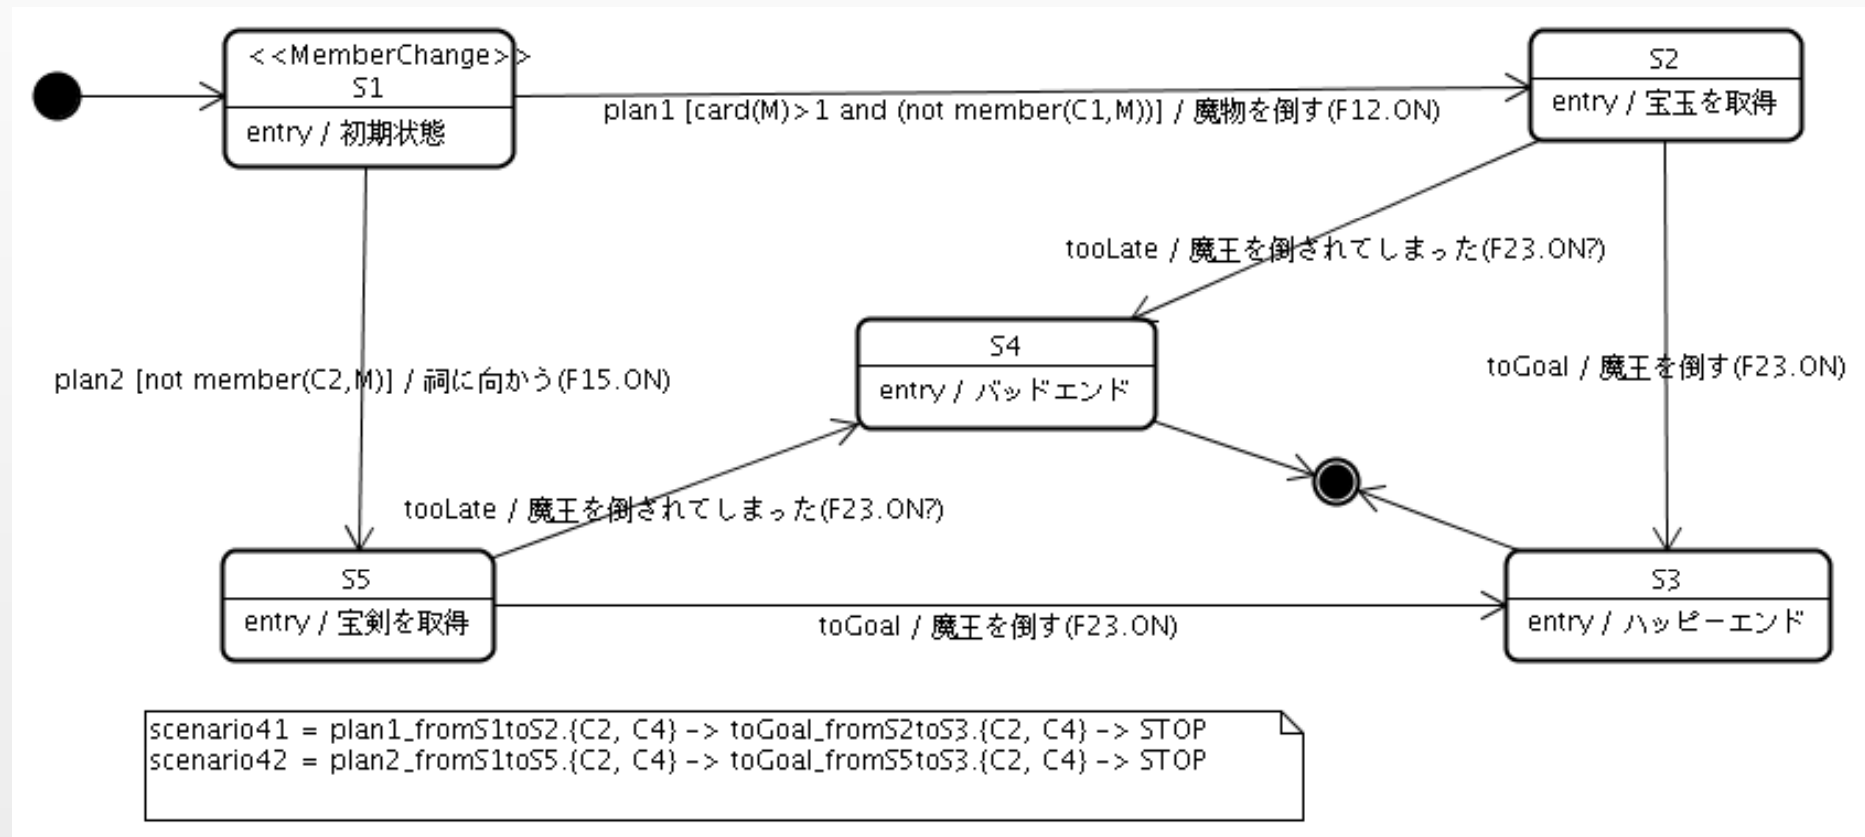 <<MemberChange>>
S1
entry / 初期状態
plan1 [card(M)>1 and (not member(C1,M))] / 魔物を倒す(F12.ON)
S2
entry / 宝玉を取得
tooLate / 魔王を倒されてしまった(F23.ON?)
S4
entry / バッドエンド
toGoal / 魔王を倒す(F23.ON)
plan2 [not member(C2,M)] / 祠に向かう(F15.ON)
tooLate / 魔王を倒されてしまった(F23.ON?)
S5
entry / 宝剣を取得
toGoal / 魔王を倒す(F23.ON)
S3
entry / ハッピーエンド
scenario41 = plan1_fromS1toS2.{C2, C4} -> toGoal_fromS2toS3.{C2, C4} -> STOP
scenario42 = plan2_fromS1toS5.{C2, C4} -> toGoal_fromS5toS3.{C2, C4} -> STOP